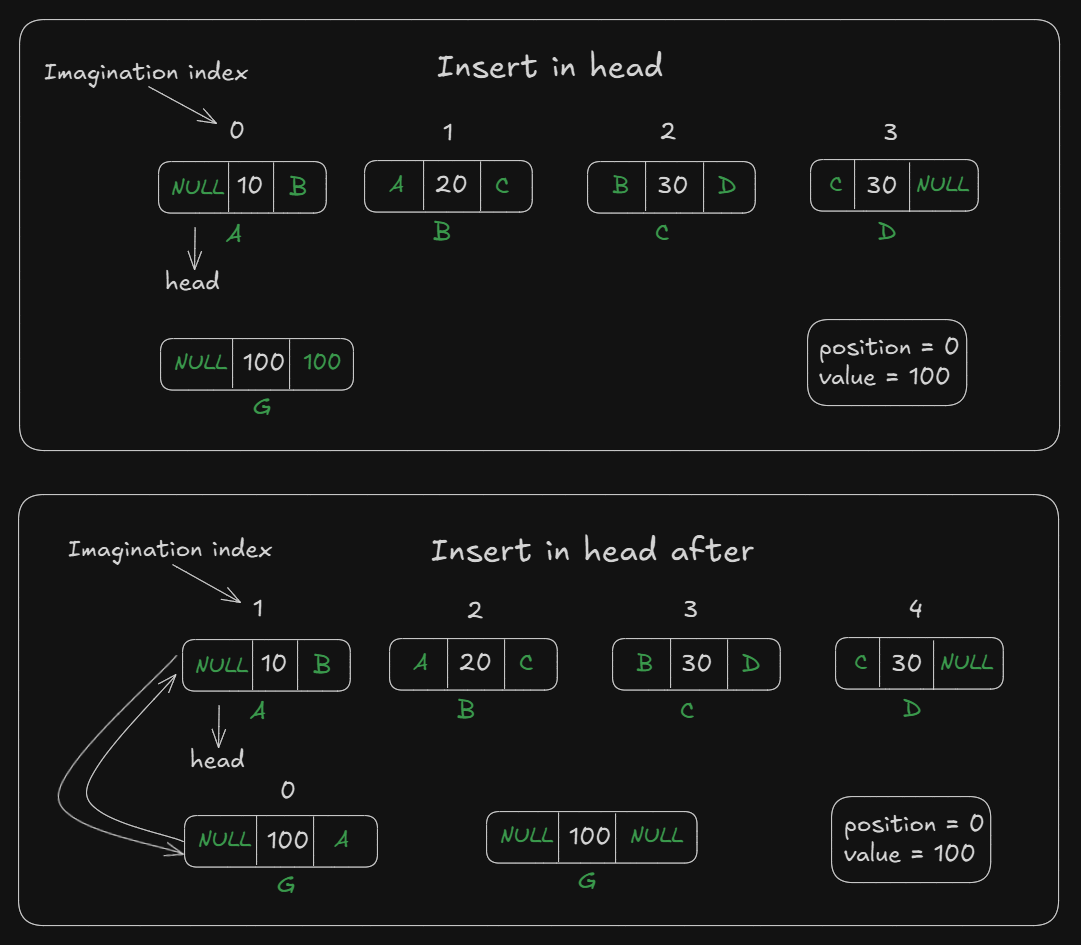 Insert in head
Imagination index
0 1 2 3
NULL 10 B A 20 C B 30 D C 30 NULL
A B C D
head
NULL 100 100
G
position = 0
value = 100
Insert in head after
Imagination index
1 2 3 4
NULL 10 B A 20 C B 30 D C 30 NULL
A B C D
head
0
NULL 100 A NULL 100 NULL
G G
position = 0
value = 100